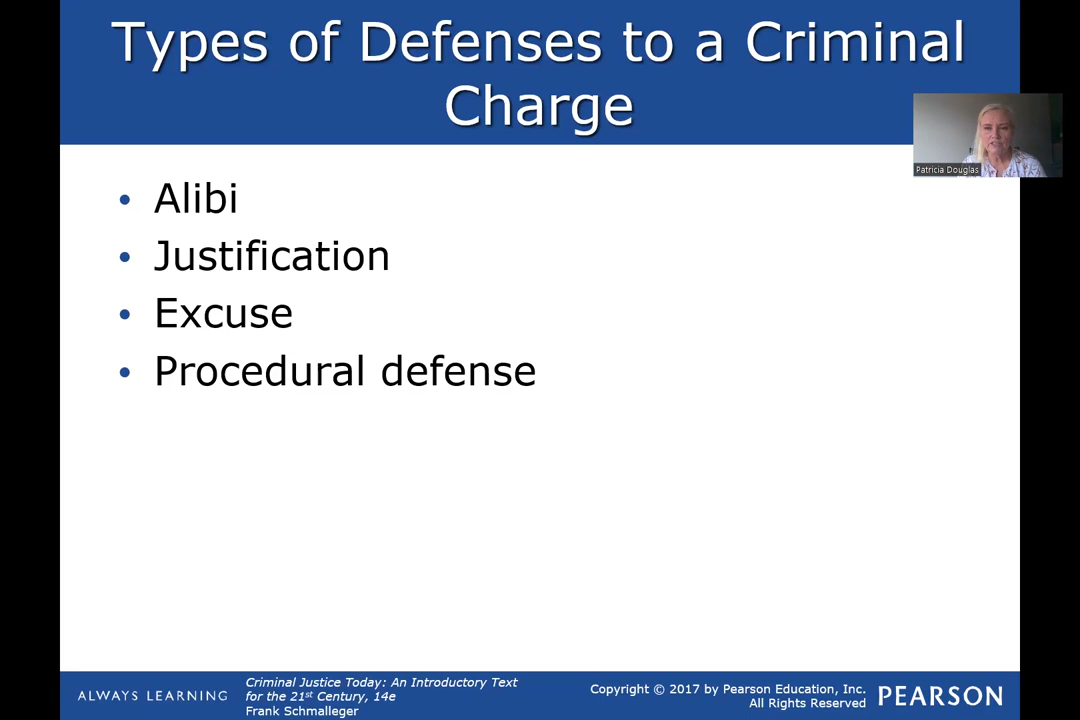 Types of Defenses to a Criminal
Charge
Patricia Douglas
• Alibi
• Justification
• Excuse
• Procedural defense
ALWAYS LEARNING
Criminal Justice Today: An Introductory Text
for the 21st Century, 14e
Frank Schmalleger
Copyright © 2017 by Pearson Education, Inc.
All Rights Reserved
PEARSON